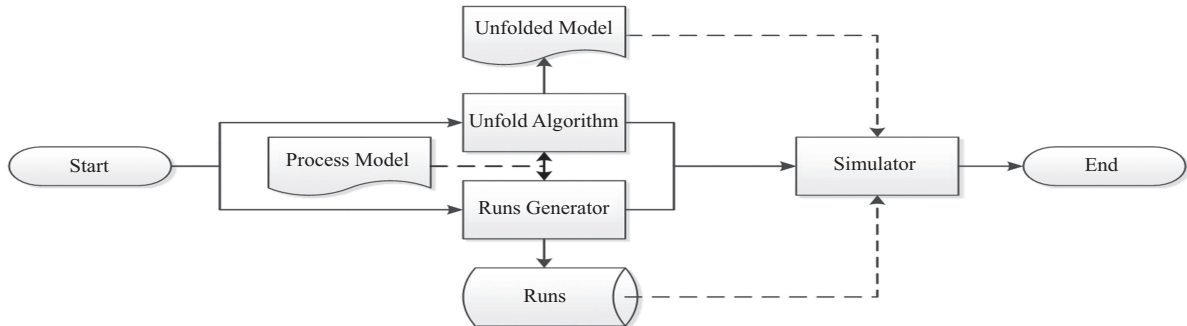 Unfolded Model
Unfold Algorithm
Start
Process Model
Simulator
End
Runs Generator
Runs